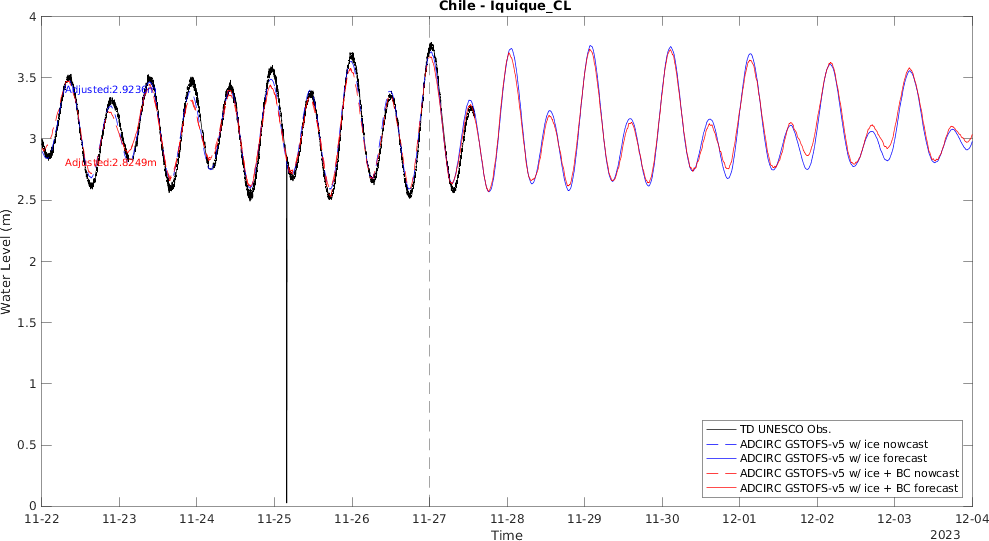 Chile - Iquique_CL
4
3.5
3
2.5
2
1.5
1
0.5
0
Water Level (m)
Adjusted:2.9236m
Adjusted:2.8249m
TD UNESCO Obs.
ADCIRC GSTOFS-v5 w/ ice nowcast
ADCIRC GSTOFS-v5 w/ ice forecast
ADCIRC GSTOFS-v5 w/ ice + BC nowcast
ADCIRC GSTOFS-v5 w/ ice + BC forecast
11-22 11-23 11-24 11-25 11-26 11-27 11-28 11-29 11-30 12-01 12-02 12-03 12-04
Time
2023